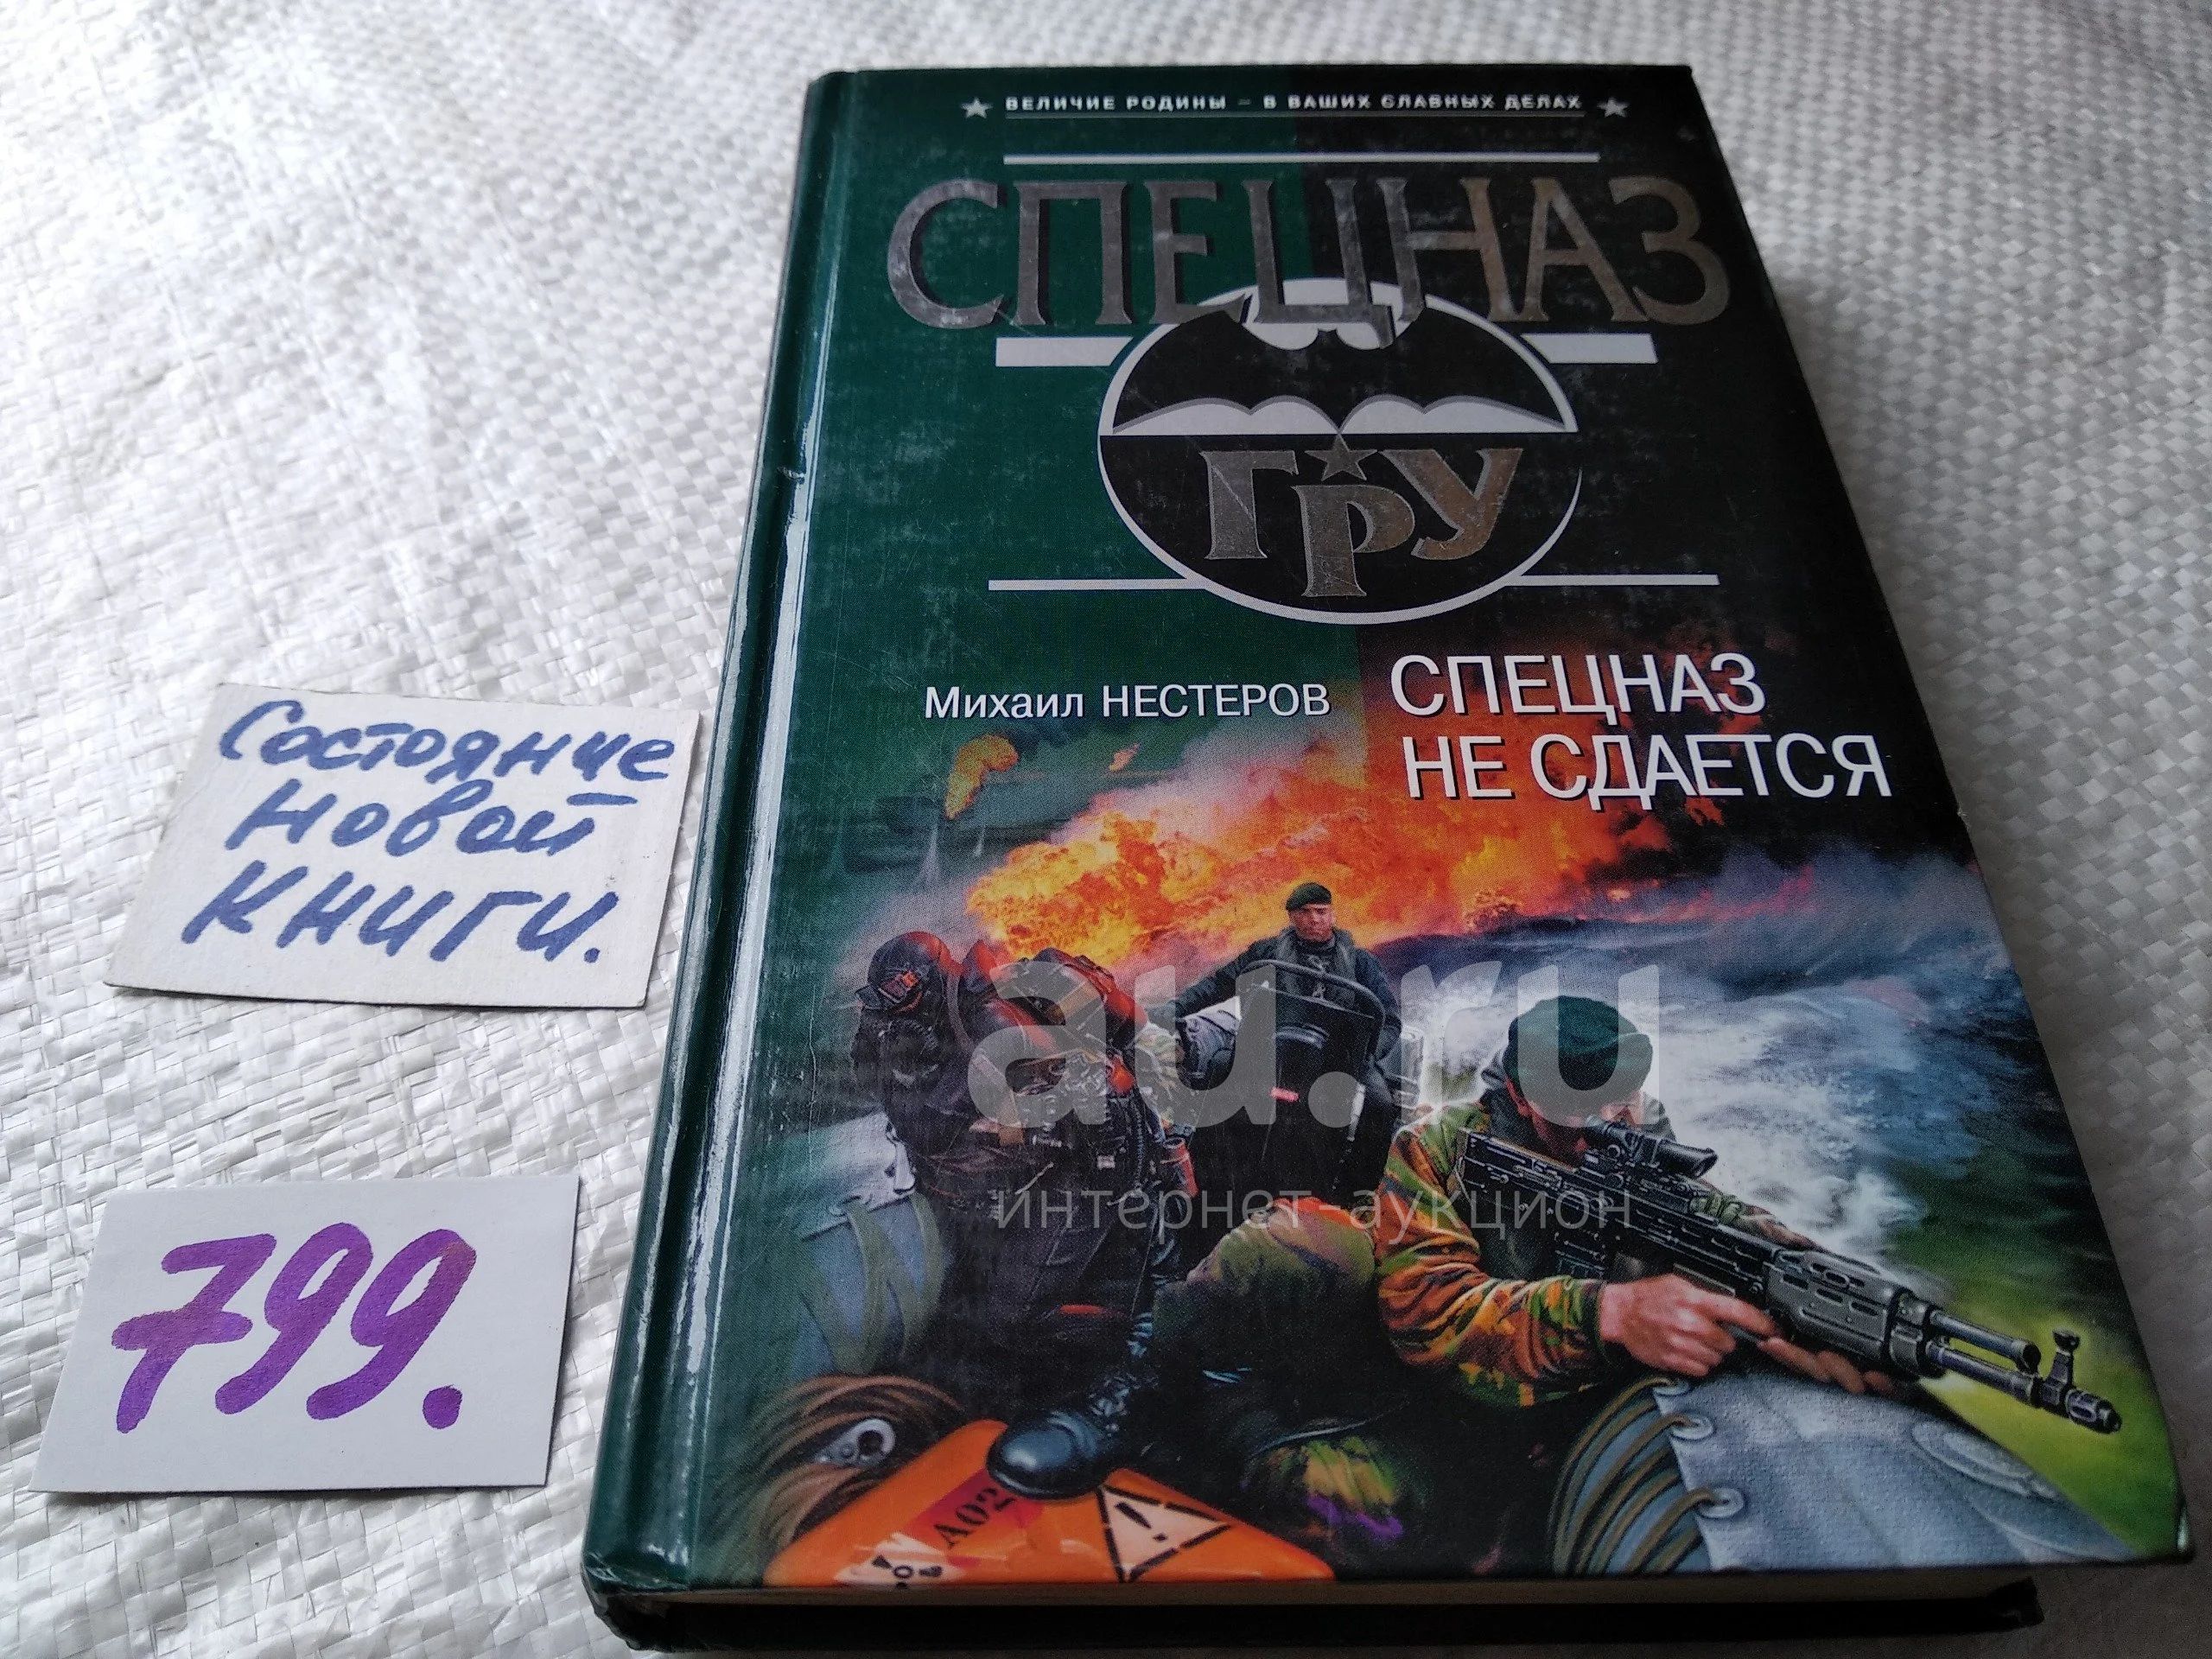 ★ ВЕЛИЧИЕ РОДИНЫ – В ВАШИХ СЛАВНЫХ ДЕЛАХ ★
СПЕЦНАЗ
ГРУ
Михаил НЕСТЕРОВ
СПЕЦНАЗ
НЕ СДАЕТСЯ
Состояние
новой
книги.
799.
au.ru
интернет-аукцион
A02